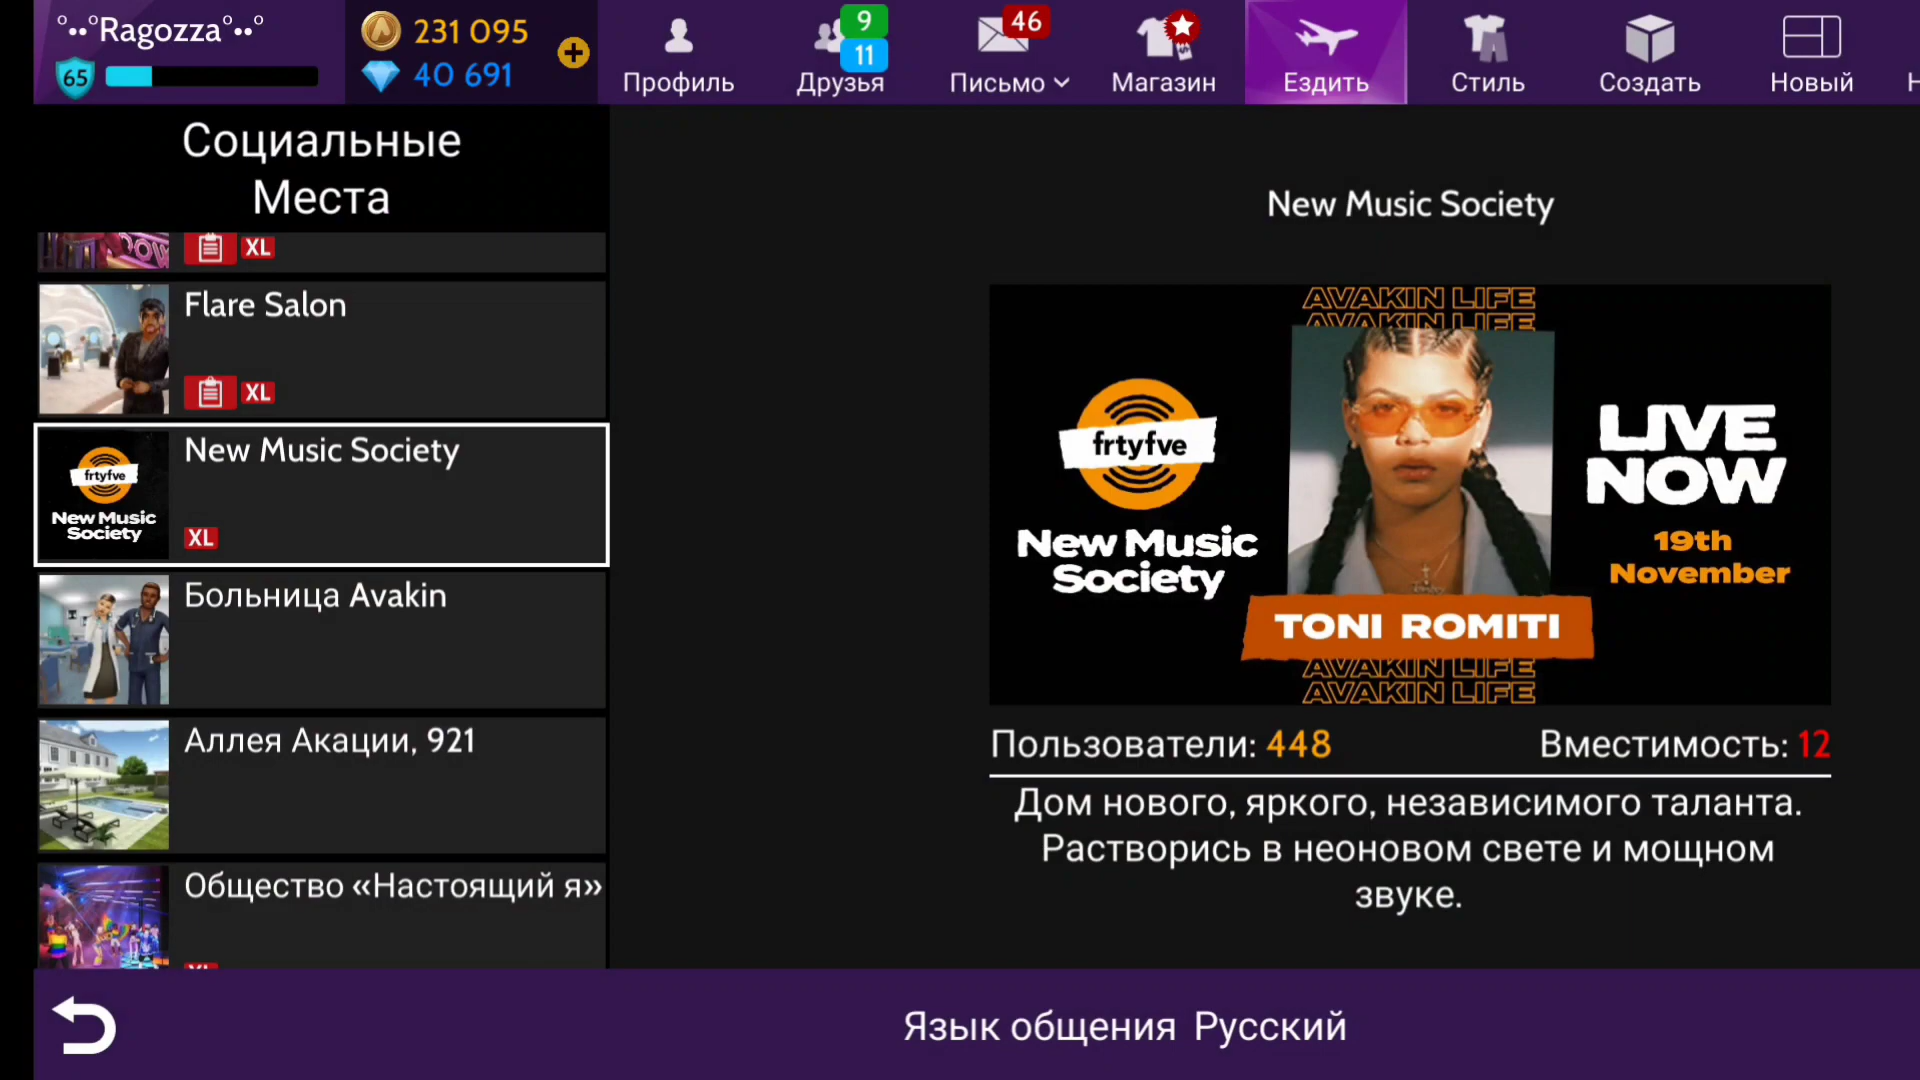 °••°Ragozza°••°
65
231 095
40 691
Профиль
9
11
Друзья
46
Письмо
Магазин
Ездить
Стиль
Создать
Новый
Социальные
Места
XL
Flare Salon
XL
frtyfve
New Music
Society
New Music Society
XL
Больница Avakin
Аллея Акации, 921
Общество «Настоящий я»
XL
New Music Society
AVAKIN LIFE
AVAKIN LIFE
frtyfve
New Music
Society
LIVE
NOW
19th
November
TONI ROMITI
AVAKIN LIFE
AVAKIN LIFE
Пользователи: 448
Вместимость: 12
Дом нового, яркого, независимого таланта.
Растворись в неоновом свете и мощном
звуке.
Язык общения Русский